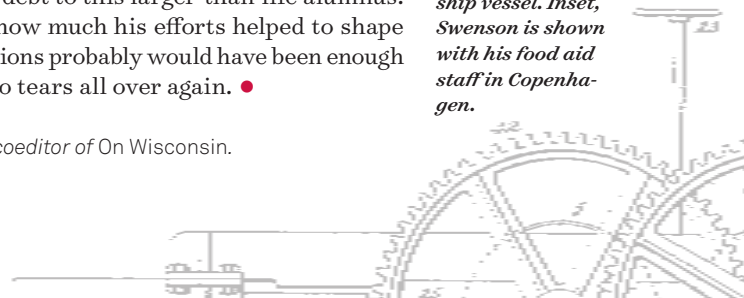 debt to this larger than life alumnus.
now much his efforts helped to shape
ions probably would have been enough
o tears all over again. ●
coeditor of On Wisconsin.
ship vessel. Inset,
Swenson is shown
with his food aid
staff in Copenha-
gen.
23